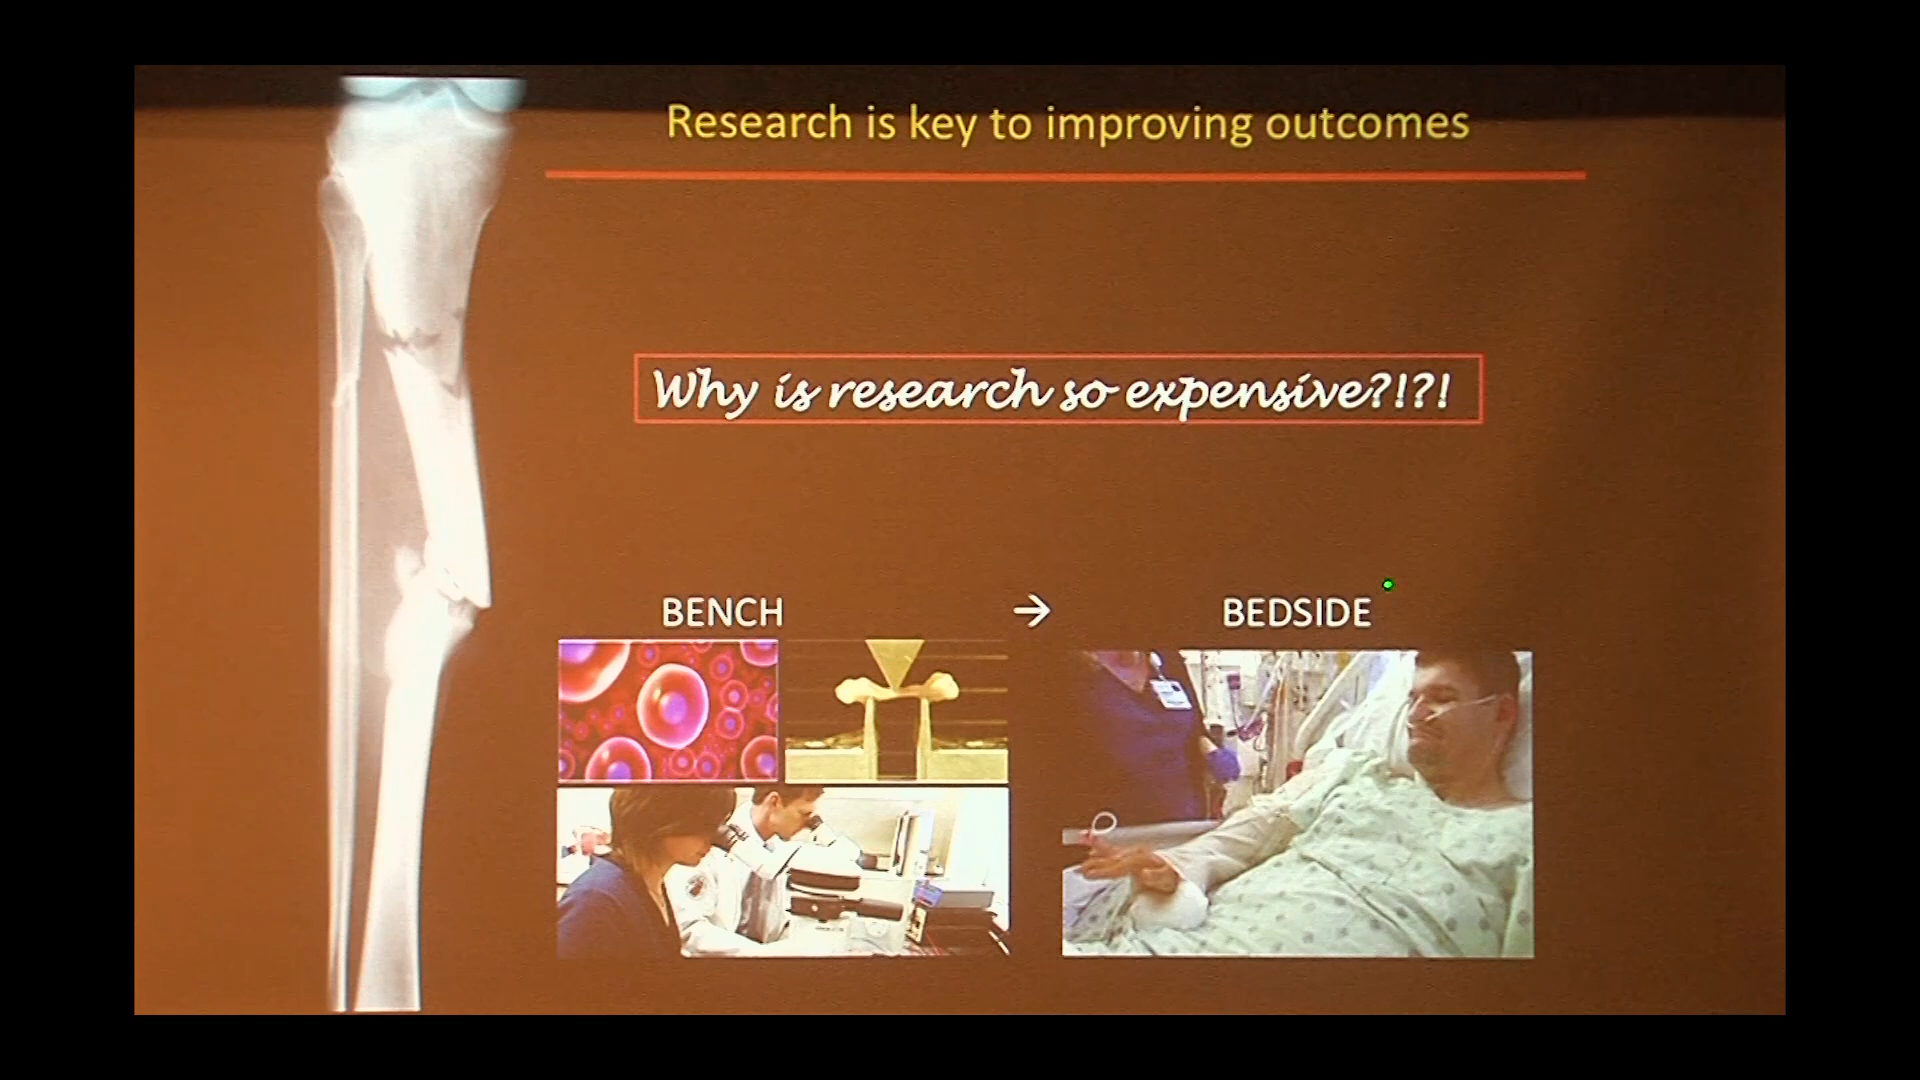 Research is key to improving outcomes
Why is research so expensive?!?!
BENCH → BEDSIDE